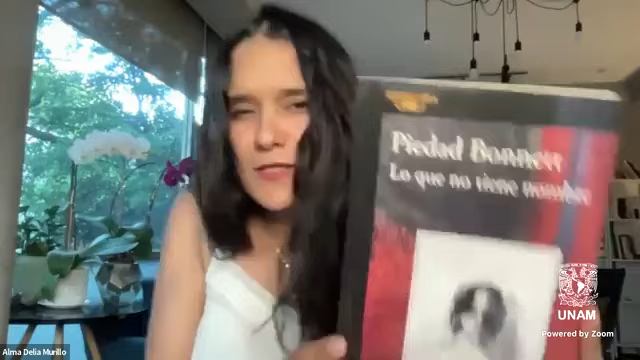 Piedad Bonnett
Lo que no tiene nombre
UNAM
Powered by Zoom
Alma Delia Murillo